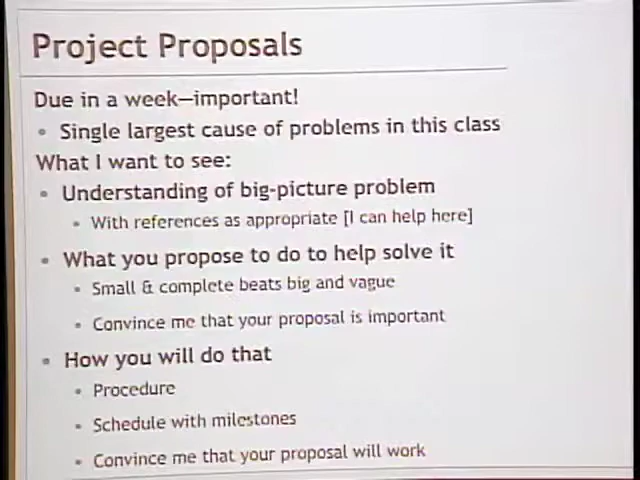 Project Proposals
Due in a week—important!
• Single largest cause of problems in this class
What I want to see:
• Understanding of big-picture problem
• With references as appropriate [I can help here]
• What you propose to do to help solve it
• Small & complete beats big and vague
• Convince me that your proposal is important
• How you will do that
• Procedure
• Schedule with milestones
• Convince me that your proposal will work